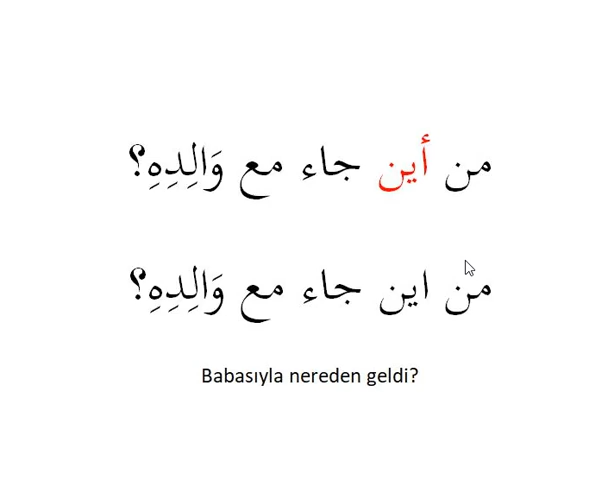 من أين جاء مع وَالِدِهِ؟
من اين جاء مع وَالِدِهِ؟
Babasıyla nereden geldi?